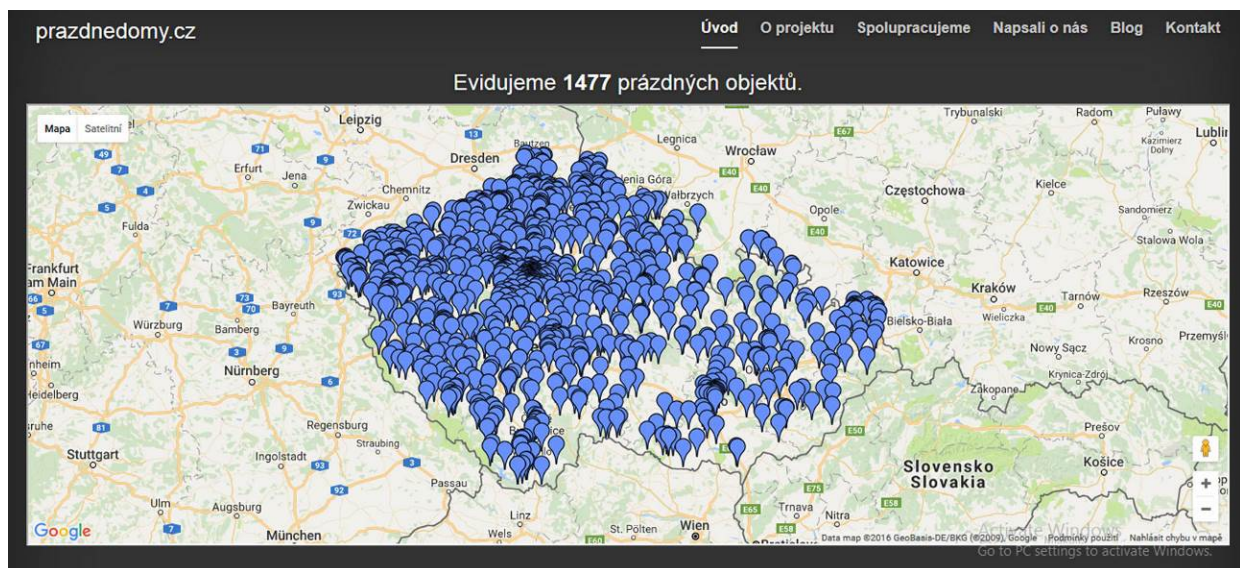 prazdnedomy.cz
Úvod O projektu Spolupracujeme Napsali o nás Blog Kontakt
Evidujeme 1477 prázdných objektů.
Mapa Satelitní
Leipzig
Trybunalski
Radom
Puławy
Lublin
Legnica
Wrocław
Kazimierz Dolny
Bautzen
Dresden
Erfurt
Jena
Chemnitz
Zwickau
Jelenia Góra
Wałbrzych
Częstochowa
Kielce
Sandomierz
Opole
Stalowa Wola
Fulda
Katowice
Frankfurt
am Main
Kraków
Wieliczka
Tarnów
Rzeszów
Bayreuth
Würzburg
Bamberg
Bielsko-Biała
Krosno
Przemyśl
Nürnberg
Nowy Sącz
Krynica-Zdrój
Zakopane
Heidelberg
Regensburg
Straubing
Prešov
Stuttgart
Ingolstadt
Slovensko
Slovakia
Košice
Passau
Ulm
Augsburg
Linz
Wels
St. Pölten
Wien
Trnava
Nitra
München
Google
Data map ©2016 GeoBasis-DE/BKG (©2009), Google Podmínky použití Nahlásit chybu v mapě
Activate Windows
Go to PC settings to activate Windows.